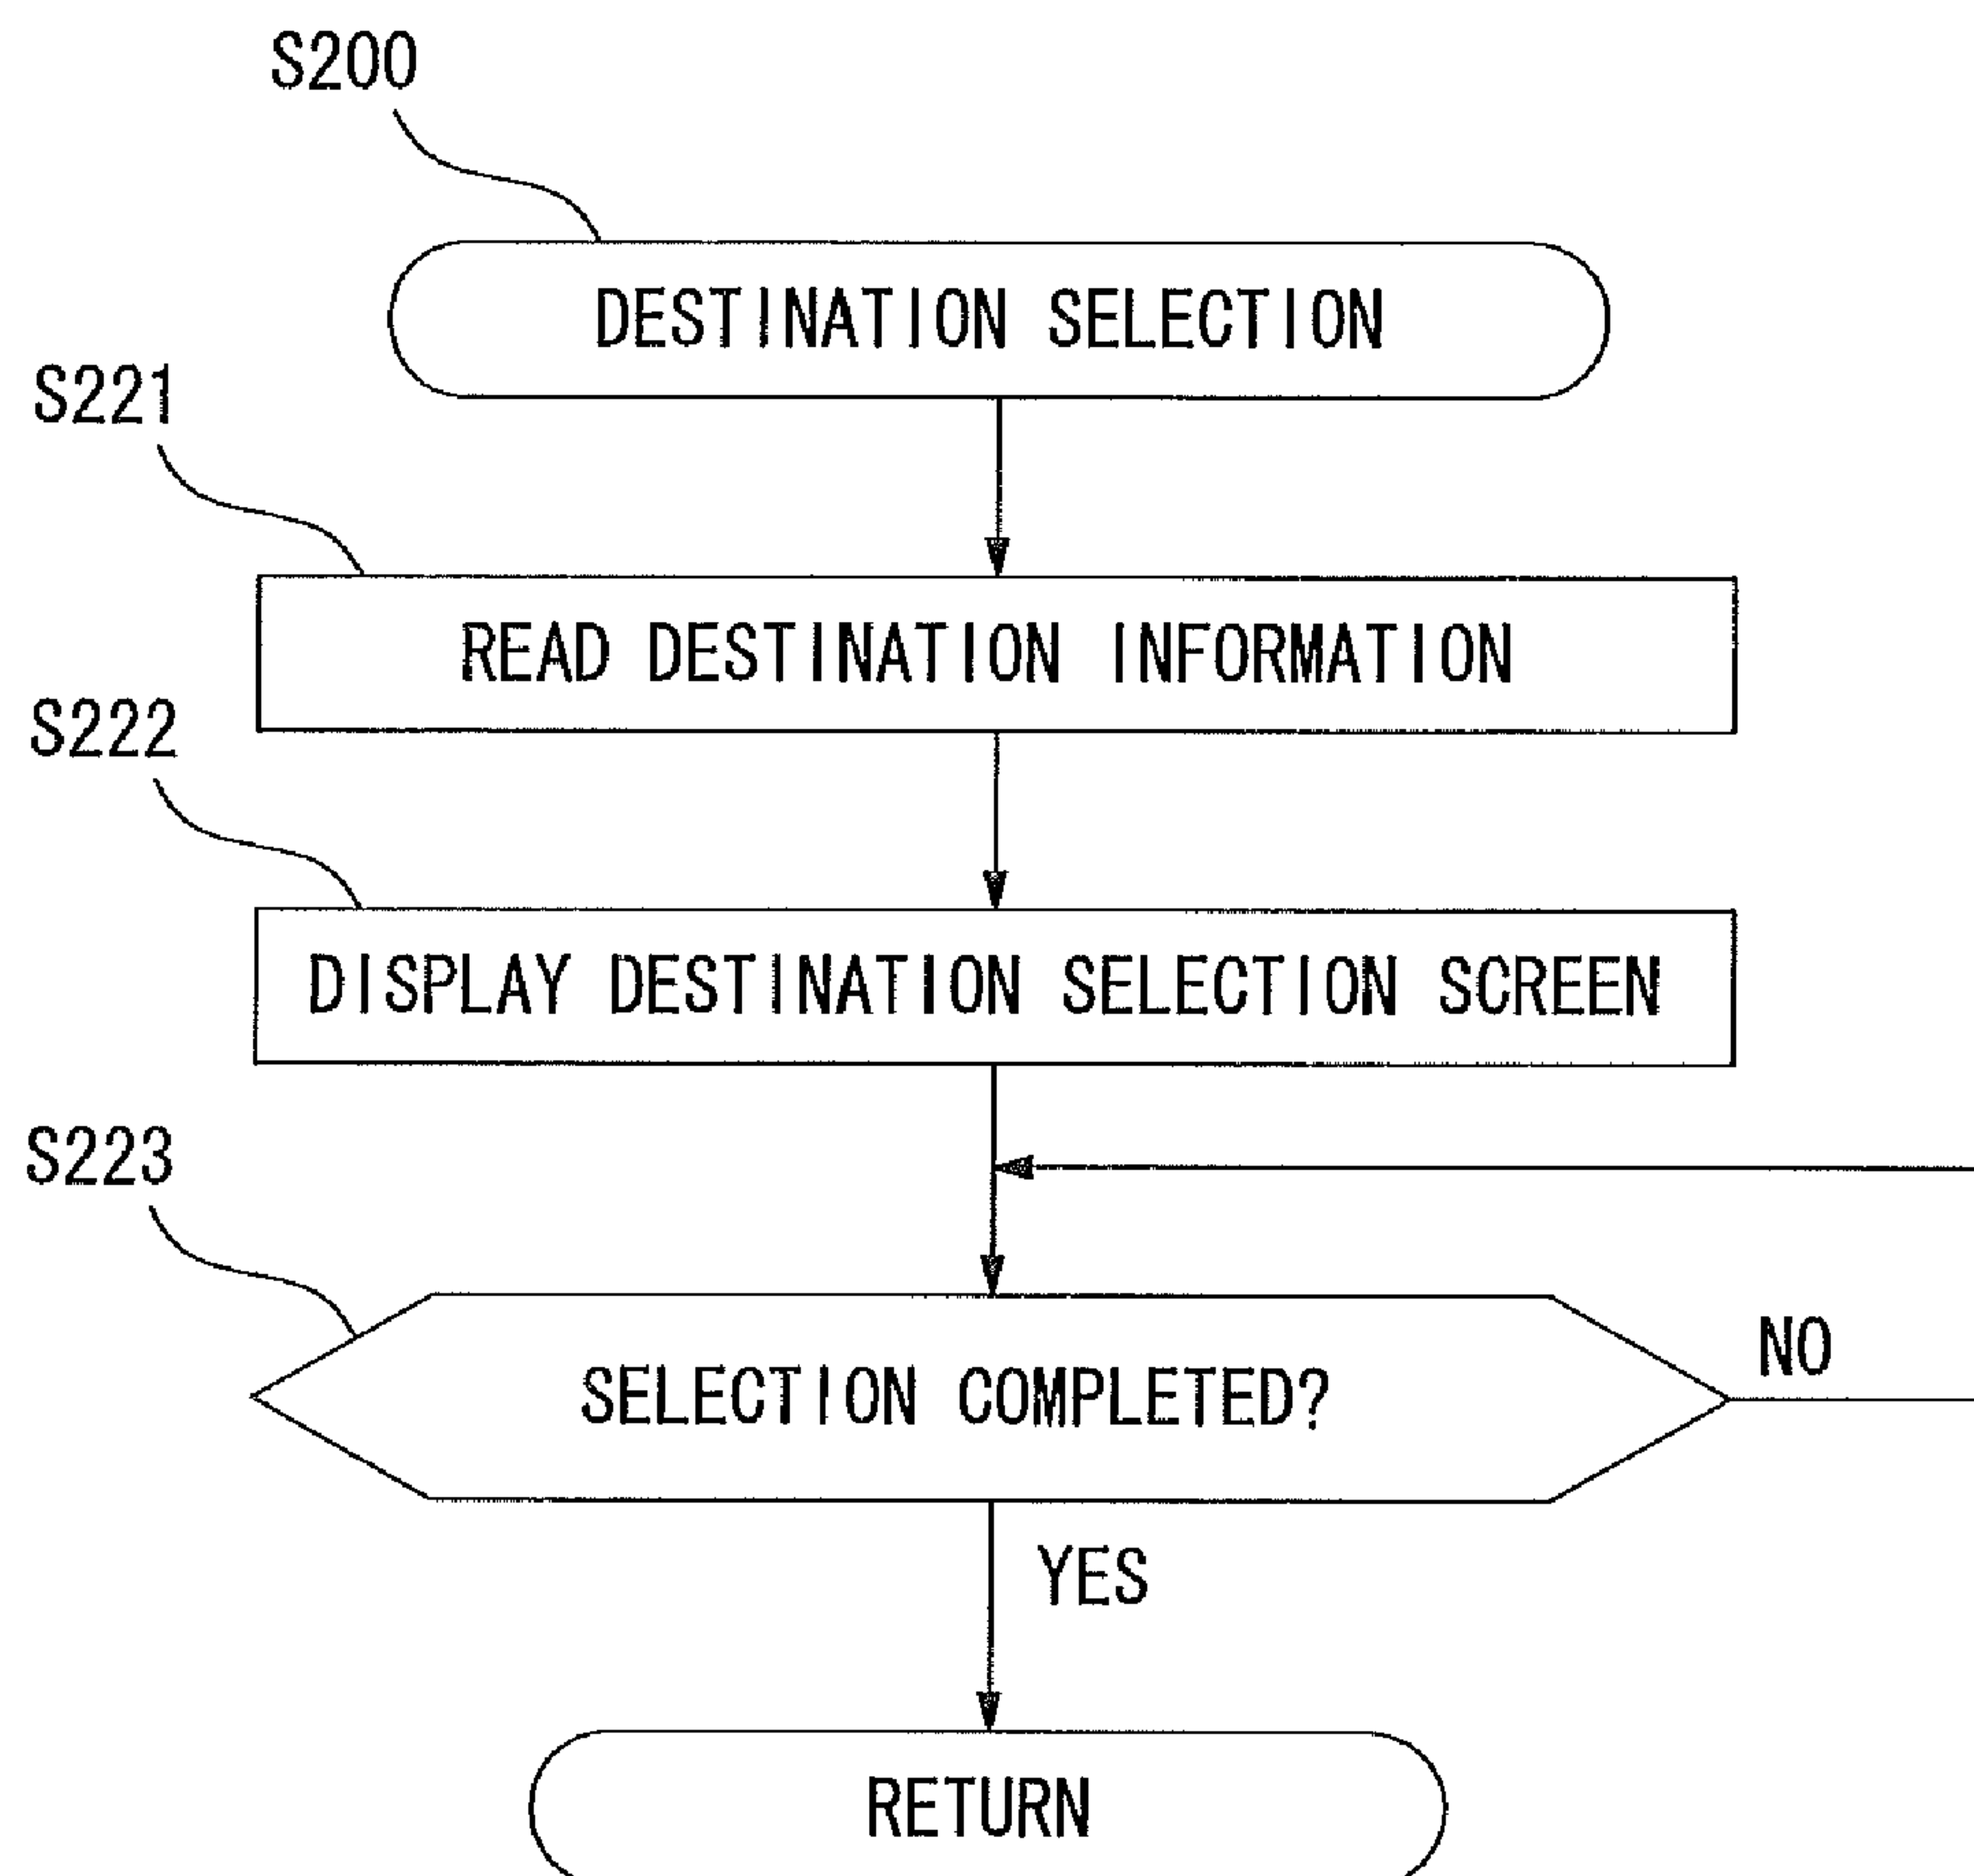 S200
DESTINATION SELECTION
S221
READ DESTINATION INFORMATION
S222
DISPLAY DESTINATION SELECTION SCREEN
S223
SELECTION COMPLETED?
NO
YES
RETURN